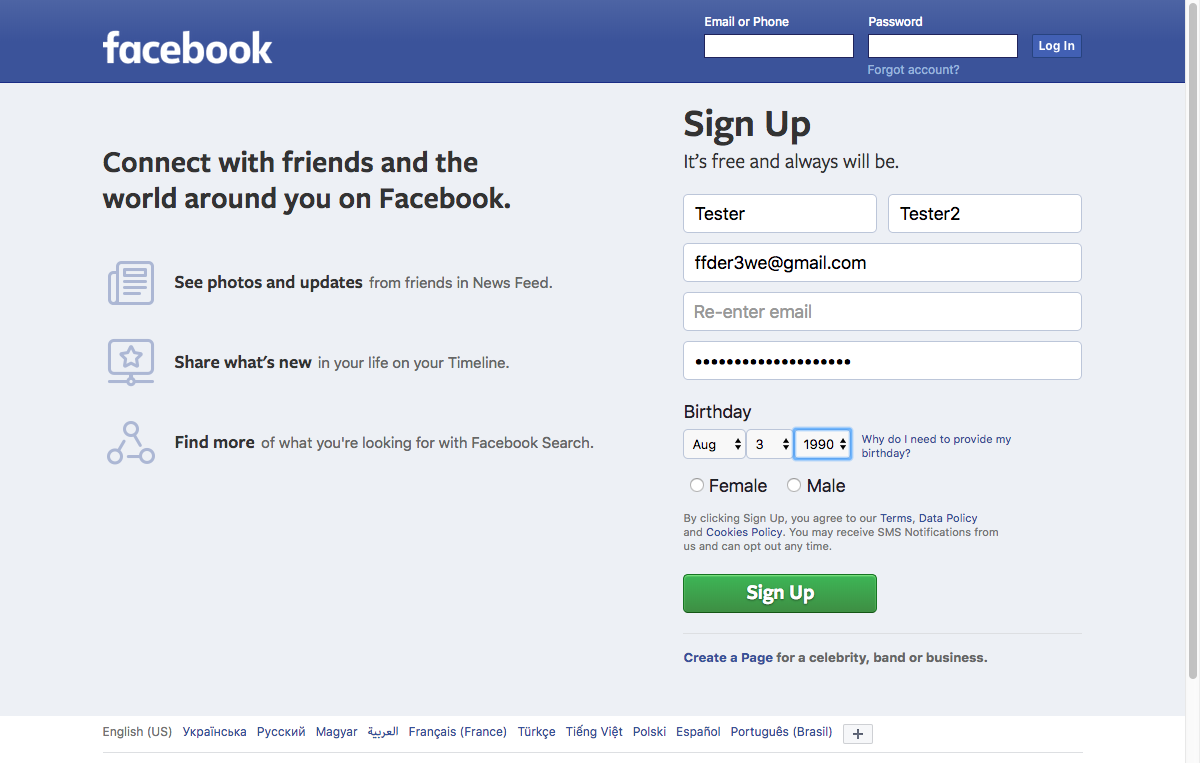 facebook
Email or Phone
Password
Log In
Forgot account?
Connect with friends and the
world around you on Facebook.
See photos and updates from friends in News Feed.
Share what's new in your life on your Timeline.
Find more of what you're looking for with Facebook Search.
Sign Up
It's free and always will be.
Tester
Tester2
ffder3we@gmail.com
Re-enter email
••••••••••••••••••••
Birthday
Aug 3 1990
Why do I need to provide my
birthday?
Female Male
By clicking Sign Up, you agree to our Terms, Data Policy
and Cookies Policy. You may receive SMS Notifications from
us and can opt out any time.
Sign Up
Create a Page for a celebrity, band or business.
English (US) Українська Русский Magyar العربية Français (France) Türkçe Tiếng Việt Polski Español Português (Brasil) +